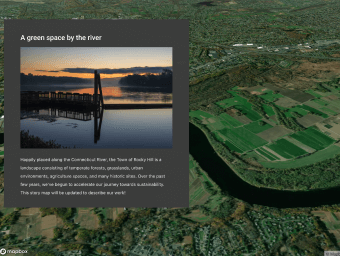 A green space by the river
Happily placed along the Connecticut River, the Town of Rocky Hill is a
landscape consisting of temperate forests, grasslands, urban
environments, agriculture spaces, and many historic sites. Over the past
few years, we've begun to accelerate our journey towards sustainability.
This story map will be updated to describe our work!
mapbox